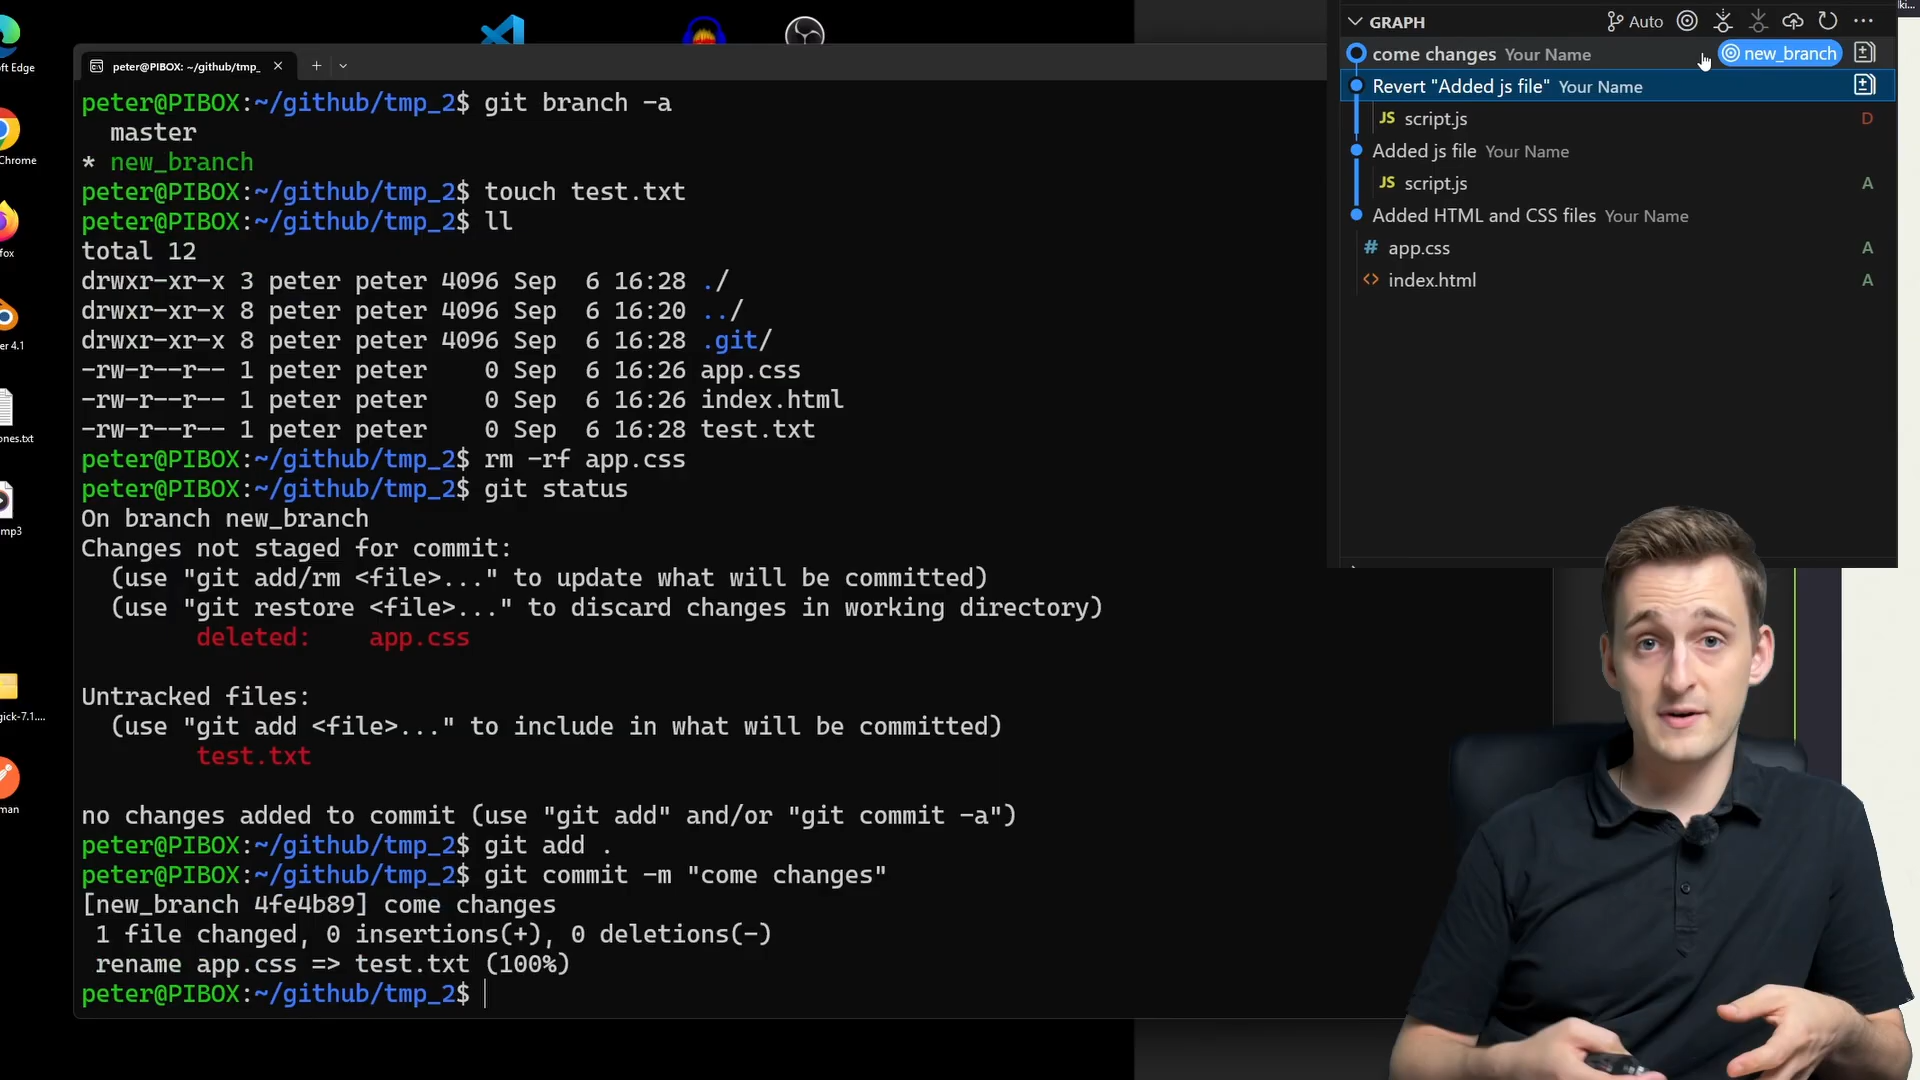 oft Edge
Chrome
fox
er 4.1
ones.txt
mp3
gick-7.1....
man
peter@PIBOX: ~/github/tmp_
peter@PIBOX:~/github/tmp_2$ git branch -a
master
* new_branch
peter@PIBOX:~/github/tmp_2$ touch test.txt
peter@PIBOX:~/github/tmp_2$ ll
total 12
drwxr-xr-x 3 peter peter 4096 Sep  6 16:28 ./
drwxr-xr-x 8 peter peter 4096 Sep  6 16:20 ../
drwxr-xr-x 8 peter peter 4096 Sep  6 16:28 .git/
-rw-r--r-- 1 peter peter    0 Sep  6 16:26 app.css
-rw-r--r-- 1 peter peter    0 Sep  6 16:26 index.html
-rw-r--r-- 1 peter peter    0 Sep  6 16:28 test.txt
peter@PIBOX:~/github/tmp_2$ rm -rf app.css
peter@PIBOX:~/github/tmp_2$ git status
On branch new_branch
Changes not staged for commit:
(use "git add/rm <file>..." to update what will be committed)
(use "git restore <file>..." to discard changes in working directory)
deleted:    app.css
Untracked files:
(use "git add <file>..." to include in what will be committed)
test.txt
no changes added to commit (use "git add" and/or "git commit -a")
peter@PIBOX:~/github/tmp_2$ git add .
peter@PIBOX:~/github/tmp_2$ git commit -m "come changes"
[new_branch 4fe4b89] come changes
1 file changed, 0 insertions(+), 0 deletions(-)
rename app.css => test.txt (100%)
peter@PIBOX:~/github/tmp_2$
GRAPH Auto
come changes Your Name new_branch
Revert "Added js file" Your Name
JS script.js D
Added js file Your Name
JS script.js A
Added HTML and CSS files Your Name
# app.css A
<> index.html A